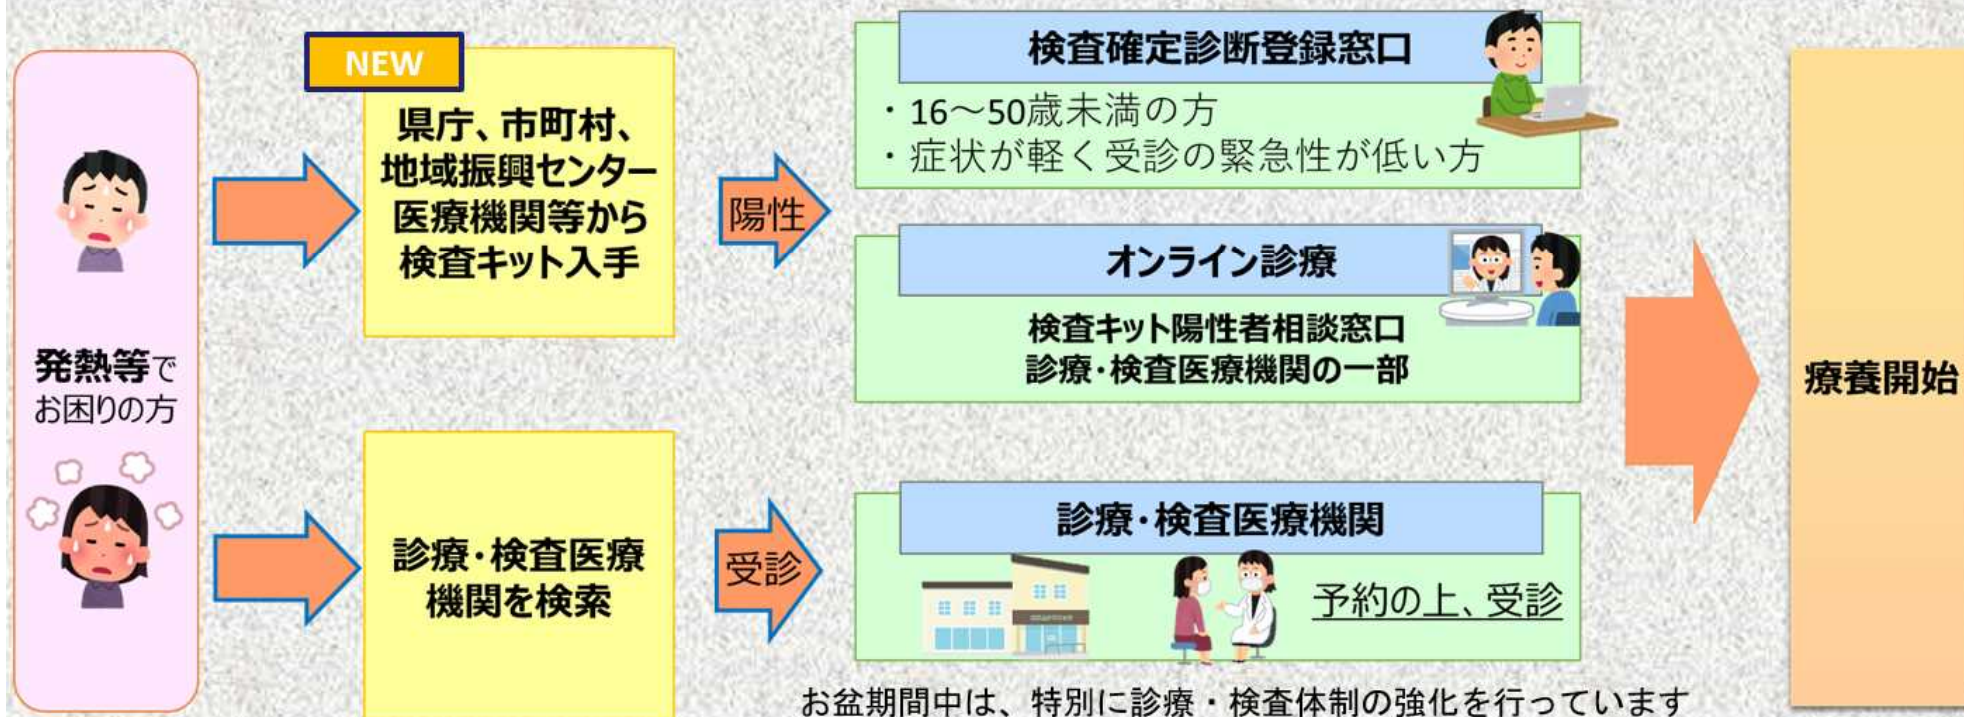 発熱等で
お困りの方
NEW
県庁、市町村、
地域振興センター
医療機関等から
検査キット入手
陽性
検査確定診断登録窓口
・16～50歳未満の方
・症状が軽く受診の緊急性が低い方
オンライン診療
検査キット陽性者相談窓口
診療・検査医療機関の一部
診療・検査医療
機関を検索
受診
診療・検査医療機関
予約の上、受診
お盆期間中は、特別に診療・検査体制の強化を行っています
療養開始